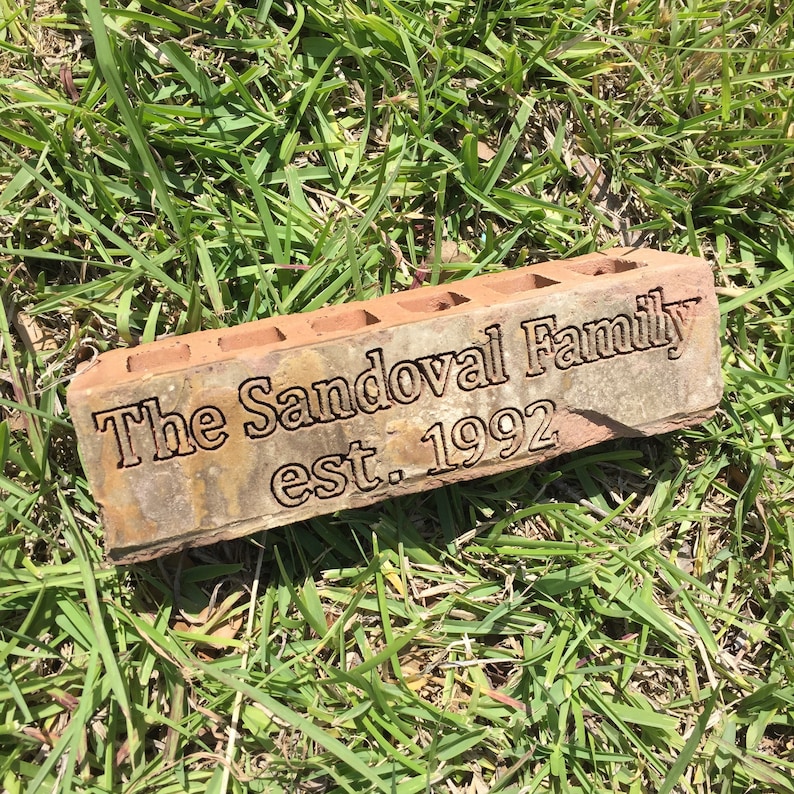 The Sandoval Family
est. 1992